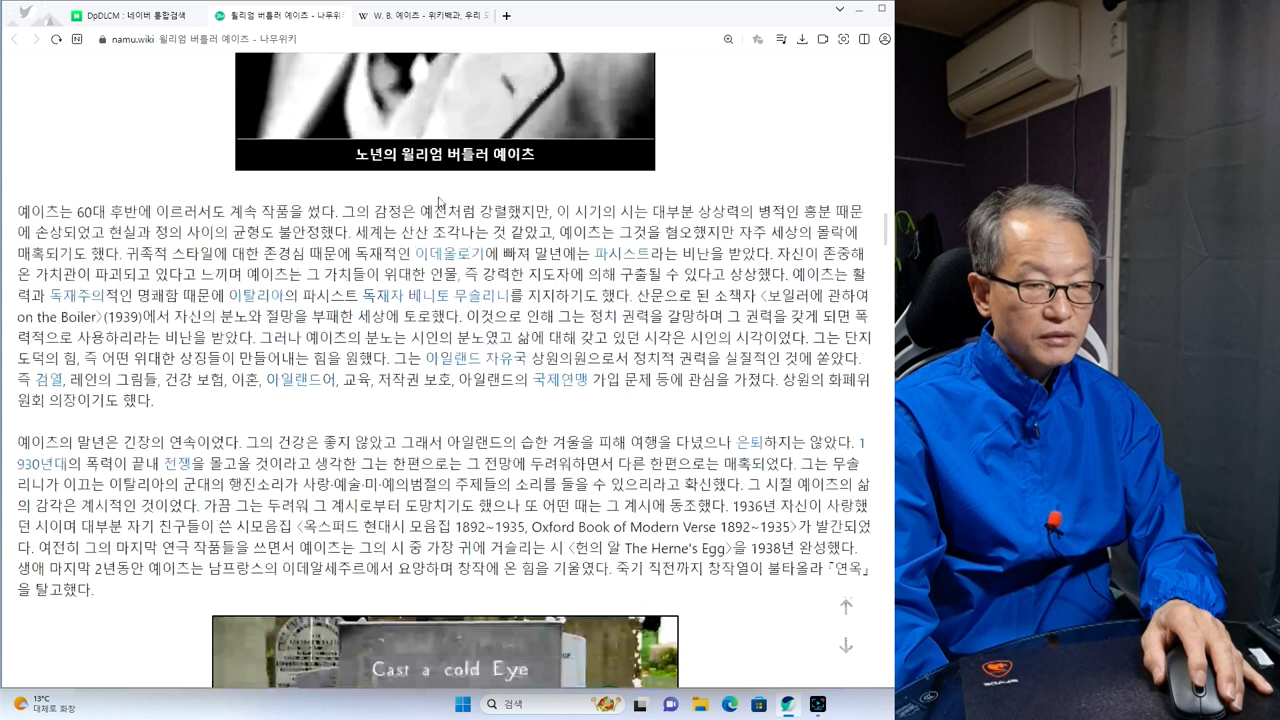 DpDLCM : 네이버 통합검색
윌리엄 버틀러 예이츠 - 나무위키
W. B. 예이츠 - 위키백과, 우리 모
namu.wiki 윌리엄 버틀러 예이츠 - 나무위키
노년의 윌리엄 버틀러 예이츠
예이츠는 60대 후반에 이르러서도 계속 작품을 썼다. 그의 감정은 예전처럼 강렬했지만, 이 시기의 시는 대부분 상상력의 병적인 흥분 때문
에 손상되었고 현실과 정의 사이의 균형도 불안정했다. 세계는 산산 조각나는 것 같았고, 예이츠는 그것을 혐오했지만 자주 세상의 몰락에
매혹되기도 했다. 귀족적 스타일에 대한 존경심 때문에 독재적인 이데올로기에 빠져 말년에는 파시스트라는 비난을 받았다. 자신이 존중해
온 가치관이 파괴되고 있다고 느끼며 예이츠는 그 가치들이 위대한 인물, 즉 강력한 지도자에 의해 구출될 수 있다고 상상했다. 예이츠는 활
력과 독재주의적인 명쾌함 때문에 이탈리아의 파시스트 독재자 베니토 무솔리니를 지지하기도 했다. 산문으로 된 소책자 〈보일러에 관하여
on the Boiler〉(1939)에서 자신의 분노와 절망을 부패한 세상에 토로했다. 이것으로 인해 그는 정치 권력을 갈망하며 그 권력을 갖게 되면 폭
력적으로 사용하리라는 비난을 받았다. 그러나 예이츠의 분노는 시인의 분노였고 삶에 대해 갖고 있던 시각은 시인의 시각이었다. 그는 단지
도덕의 힘, 즉 어떤 위대한 상징들이 만들어내는 힘을 원했다. 그는 아일랜드 자유국 상원의원으로서 정치적 권력을 실질적인 것에 쏟았다.
즉 검열, 레인의 그림들, 건강 보험, 이혼, 아일랜드어, 교육, 저작권 보호, 아일랜드의 국제연맹 가입 문제 등에 관심을 가졌다. 상원의 화폐위
원회 의장이기도 했다.
예이츠의 말년은 긴장의 연속이었다. 그의 건강은 좋지 않았고 그래서 아일랜드의 습한 겨울을 피해 여행을 다녔으나 은퇴하지는 않았다. 1
930년대의 폭력이 끝내 전쟁을 몰고올 것이라고 생각한 그는 한편으로는 그 전망에 두려워하면서 다른 한편으로는 매혹되었다. 그는 무솔
리니가 이끄는 이탈리아의 군대의 행진소리가 사랑·예술·미·예의범절의 주제들의 소리를 들을 수 있으리라고 확신했다. 그 시절 예이츠의 삶
의 감각은 계시적인 것이었다. 가끔 그는 두려워 그 계시로부터 도망치기도 했으나 또 어떤 때는 그 계시에 동조했다. 1936년 자신이 사랑했
던 시이며 대부분 자기 친구들이 쓴 시모음집 〈옥스퍼드 현대시 모음집 1892~1935, Oxford Book of Modern Verse 1892~1935〉가 발간되었
다. 여전히 그의 마지막 연극 작품들을 쓰면서 예이츠는 그의 시 중 가장 귀에 거슬리는 시 〈헌의 알 The Herne's Egg〉을 1938년 완성했다.
생애 마지막 2년동안 예이츠는 남프랑스의 이데알세주르에서 요양하며 창작에 온 힘을 기울였다. 죽기 직전까지 창작열이 불타올라 「연옥」
을 탈고했다.
Cast a cold Eye
13°C
대체로 화창
검색